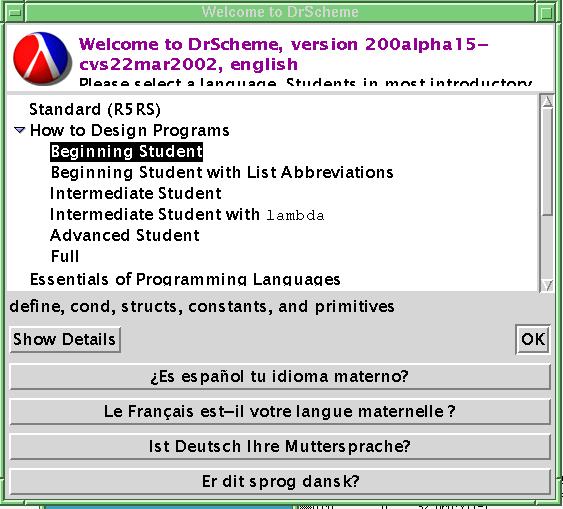 Welcome to DrScheme
Welcome to DrScheme, version 200alpha15-
cvs22mar2002, english
Please select a language. Students in most introductory
Standard (R5RS)
How to Design Programs
Beginning Student
Beginning Student with List Abbreviations
Intermediate Student
Intermediate Student with lambda
Advanced Student
Full
Essentials of Programming Languages
define, cond, structs, constants, and primitives
Show Details
OK
¿Es español tu idioma materno?
Le Français est-il votre langue maternelle ?
Ist Deutsch Ihre Muttersprache?
Er dit sprog dansk?